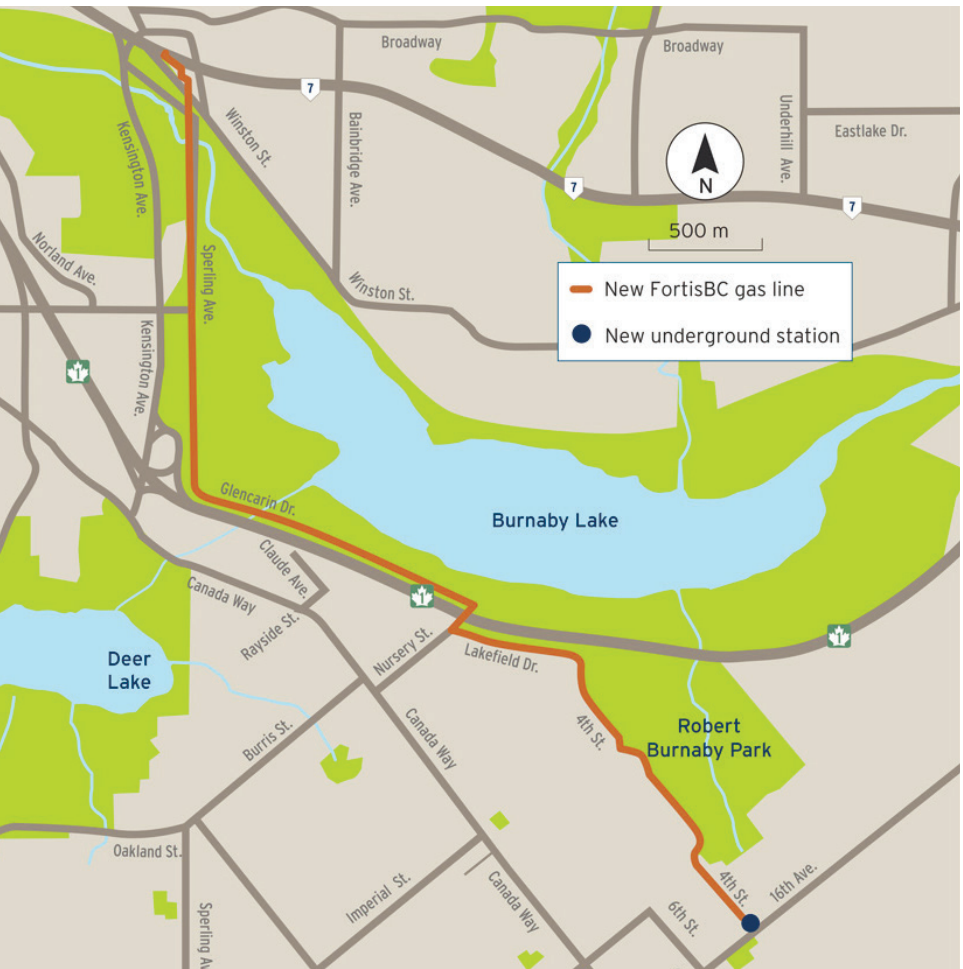 Broadway
Broadway
7
Kensington Ave.
Winston St.
Bainbridge Ave.
Underhill Ave.
Eastlake Dr.
N
7
7
500 m
Norland Ave.
Sperling Ave.
Winston St.
New FortisBC gas line
New underground station
Kensington Ave.
1
Glencarin Dr.
Burnaby Lake
Claude Ave.
Canada Way
1
1
Rayside St.
Nursery St.
Lakefield Dr.
Deer
Lake
Burris St.
Canada Way
4th St.
Robert
Burnaby Park
Oakland St.
Imperial St.
Canada Way
4th St.
16th Ave.
6th St.
Sperling Av